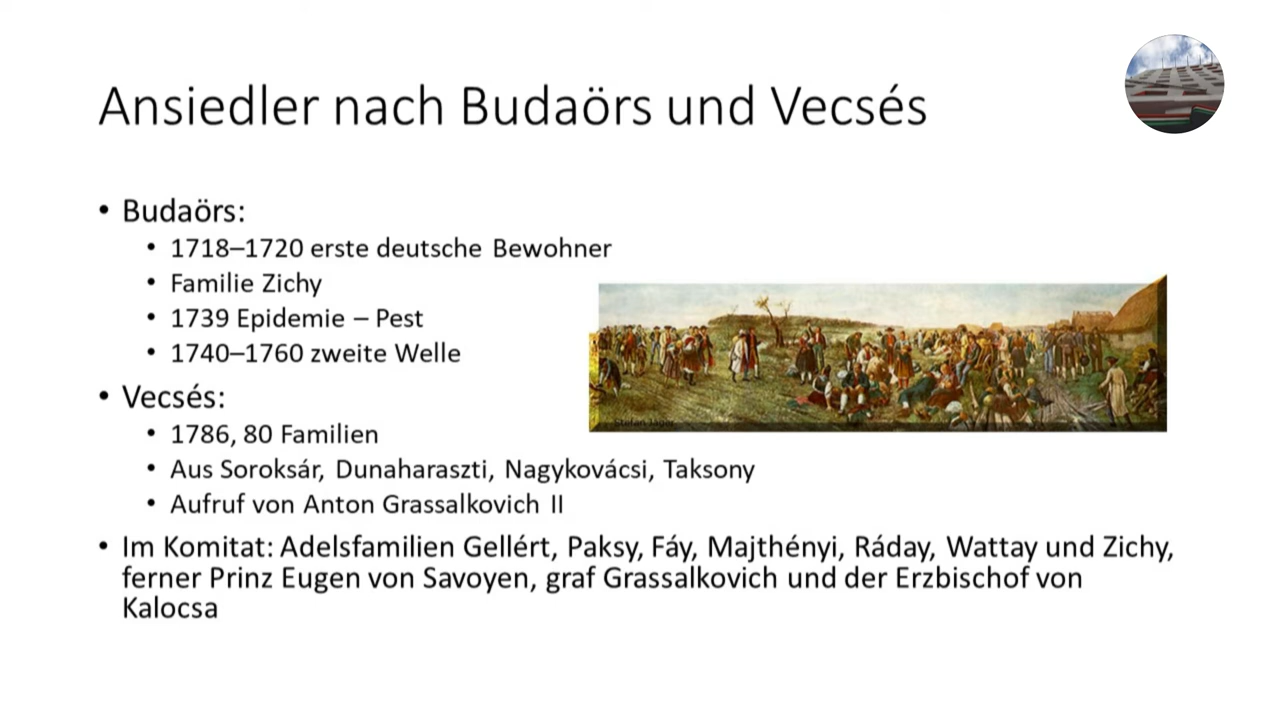 Ansiedler nach Budaörs und Vecsés
• Budaörs:
• 1718–1720 erste deutsche Bewohner
• Familie Zichy
• 1739 Epidemie – Pest
• 1740–1760 zweite Welle
Stefan Jäger
• Vecsés:
• 1786, 80 Familien
• Aus Soroksár, Dunaharaszti, Nagykovácsi, Taksony
• Aufruf von Anton Grassalkovich II
• Im Komitat: Adelsfamilien Gellért, Paksy, Fáy, Majthényi, Ráday, Wattay und Zichy,
ferner Prinz Eugen von Savoyen, graf Grassalkovich und der Erzbischof von
Kalocsa